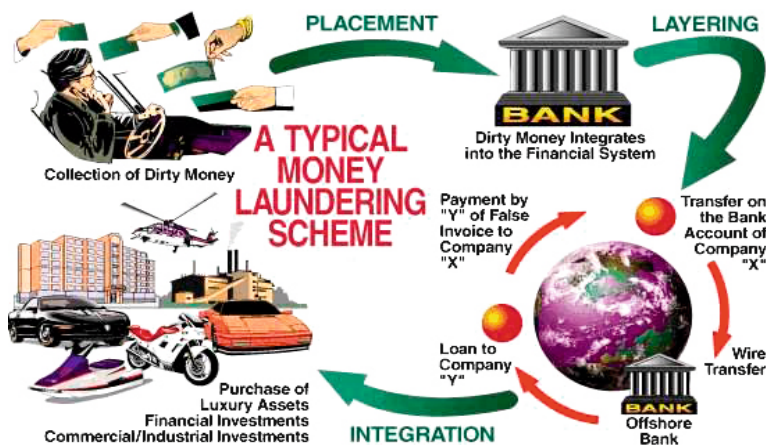 PLACEMENT
LAYERING
BANK
Dirty Money Integrates
into the Financial System
Collection of Dirty Money
A TYPICAL
MONEY
LAUNDERING
SCHEME
Payment by
"Y" of False
Invoice to
Company
"X"
Transfer on
the Bank
Account of
Company
"X"
Wire
Transfer
BANK
Offshore
Bank
Loan to
Company
"Y"
INTEGRATION
Purchase of
Luxury Assets
Financial Investments
Commercial/Industrial Investments